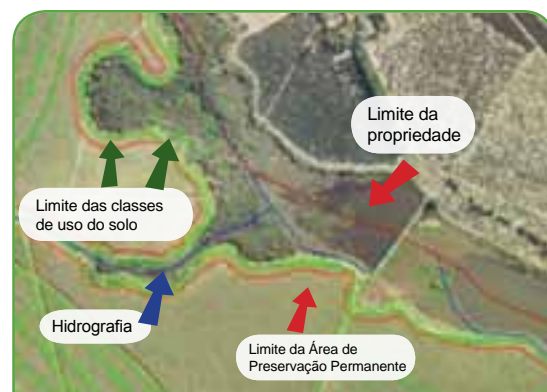 Limite da
propriedade
Limite das classes
de uso do solo
Hidrografia
Limite da Área de
Preservação Permanente